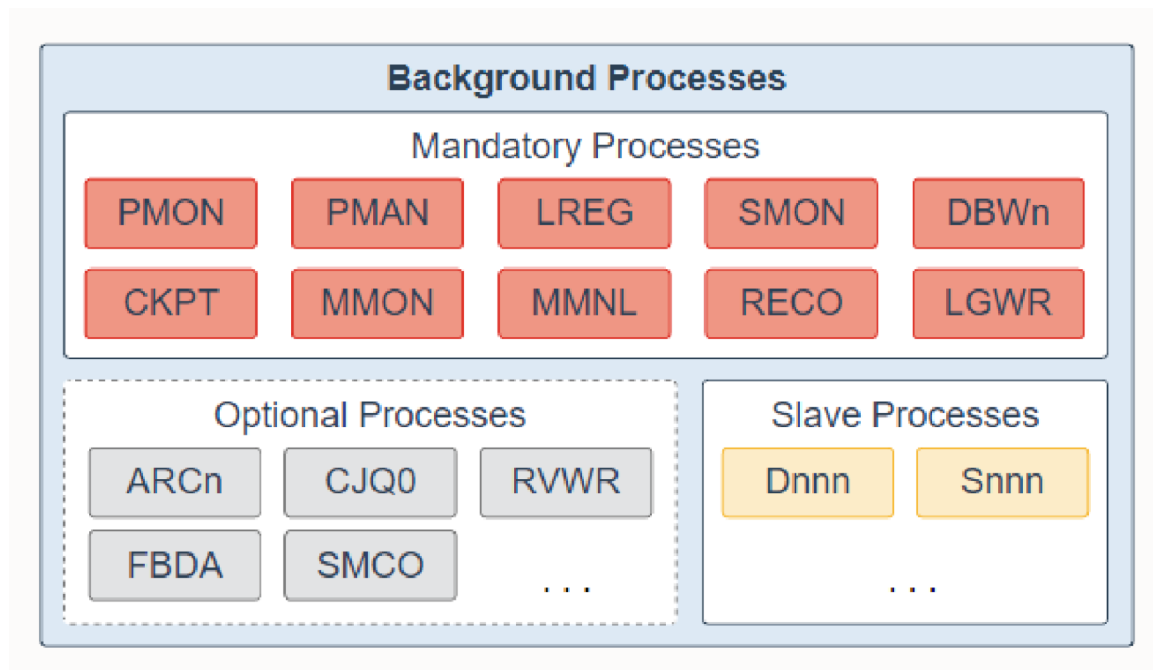 Background Processes
Mandatory Processes
PMON PMAN LREG SMON DBWn
CKPT MMON MMNL RECO LGWR
Optional Processes
ARCn CJQ0 RVWR
FBDA SMCO . . .
Slave Processes
Dnnn Snnn
. . .